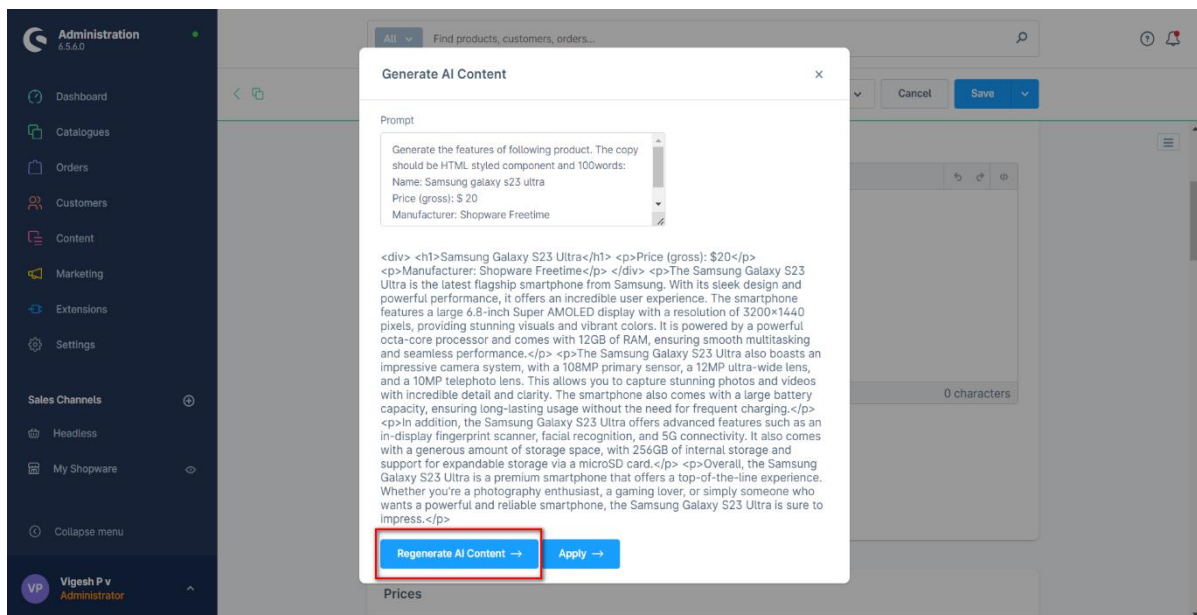 Administration
6.5.6.0
All
Find products, customers, orders...
Dashboard
Catalogues
Orders
Customers
Content
Marketing
Extensions
Settings
Sales Channels
Headless
My Shopware
Collapse menu
VP
Vigesh P v
Administrator
Cancel
Save
Generate AI Content
Prompt
Generate the features of following product. The copy
should be HTML styled component and 100words:
Name: Samsung galaxy s23 ultra
Price (gross): $ 20
Manufacturer: Shopware Freetime
<div> <h1>Samsung Galaxy S23 Ultra</h1> <p>Price (gross): $20</p>
<p>Manufacturer: Shopware Freetime</p> </div> <p>The Samsung Galaxy S23
Ultra is the latest flagship smartphone from Samsung. With its sleek design and
powerful performance, it offers an incredible user experience. The smartphone
features a large 6.8-inch Super AMOLED display with a resolution of 3200×1440
pixels, providing stunning visuals and vibrant colors. It is powered by a powerful
octa-core processor and comes with 12GB of RAM, ensuring smooth multitasking
and seamless performance.</p> <p>The Samsung Galaxy S23 Ultra also boasts an
impressive camera system, with a 108MP primary sensor, a 12MP ultra-wide lens,
and a 10MP telephoto lens. This allows you to capture stunning photos and videos
with incredible detail and clarity. The smartphone also comes with a large battery
capacity, ensuring long-lasting usage without the need for frequent charging.</p>
<p>In addition, the Samsung Galaxy S23 Ultra offers advanced features such as an
in-display fingerprint scanner, facial recognition, and 5G connectivity. It also comes
with a generous amount of storage space, with 256GB of internal storage and
support for expandable storage via a microSD card.</p> <p>Overall, the Samsung
Galaxy S23 Ultra is a premium smartphone that offers a top-of-the-line experience.
Whether you're a photography enthusiast, a gaming lover, or simply someone who
wants a powerful and reliable smartphone, the Samsung Galaxy S23 Ultra is sure to
impress.</p>
Regenerate AI Content →
Apply →
0 characters
Prices